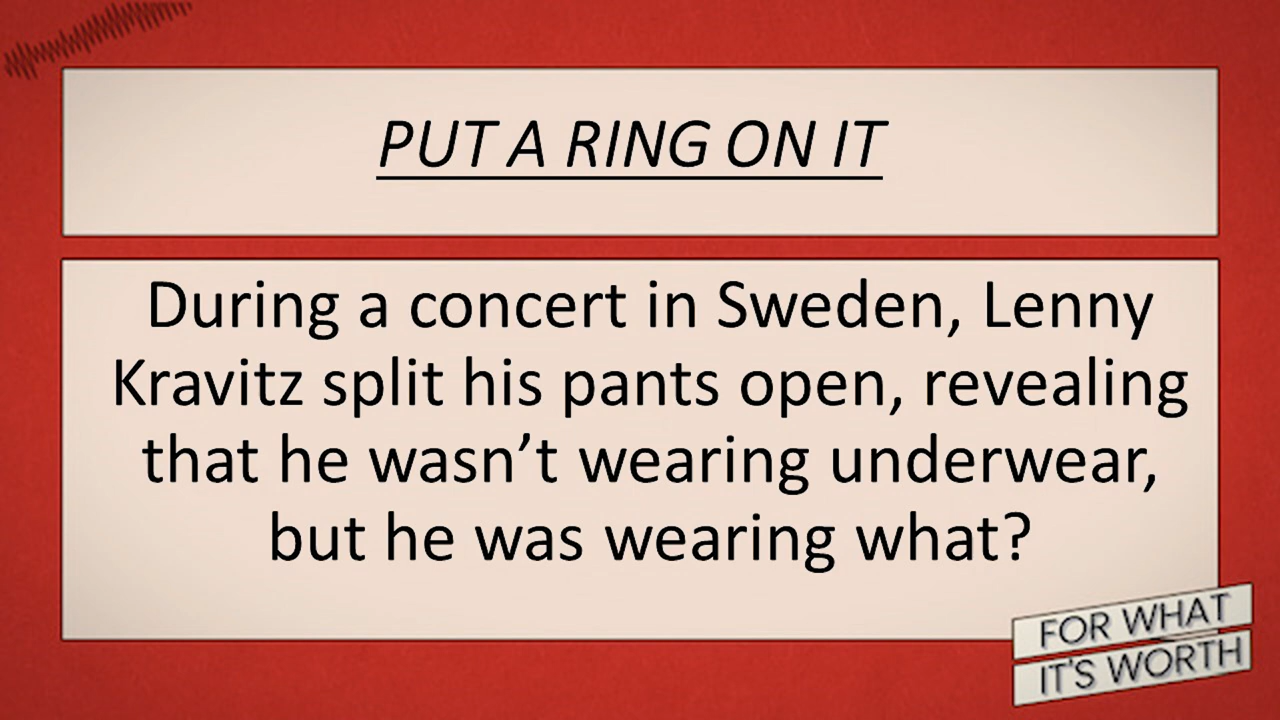 PUT A RING ON IT
During a concert in Sweden, Lenny
Kravitz split his pants open, revealing
that he wasn’t wearing underwear,
but he was wearing what?
FOR WHAT
IT'S WORTH